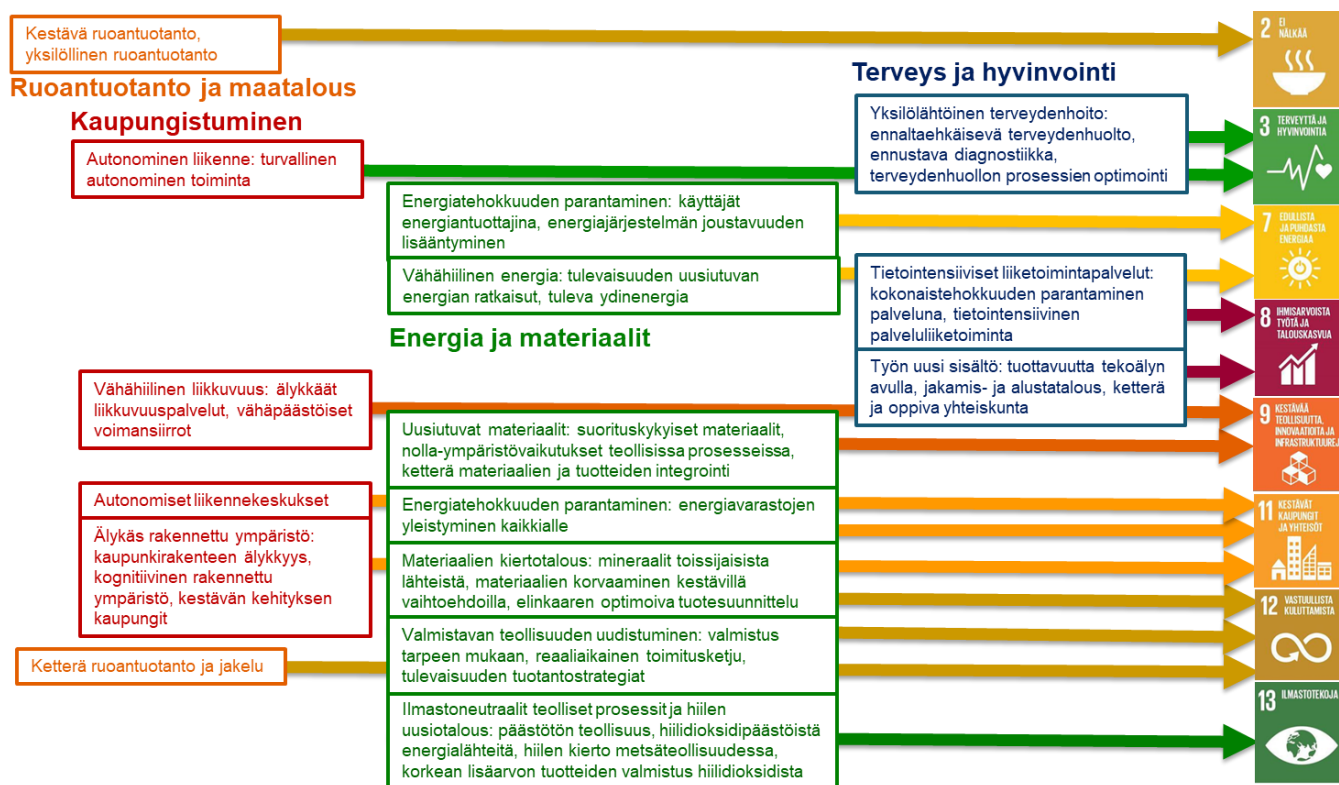 Kestävä ruoantuotanto,
yksilöllinen ruoantuotanto
Ruoantuotanto ja maatalous
Kaupungistuminen
Autonominen liikenne: turvallinen
autonominen toiminta
Terveys ja hyvinvointi
Yksilölähtöinen terveydenhoito:
ennaltaehkäisevä terveydenhuolto,
ennustava diagnostiikka,
terveydenhuollon prosessien optimointi
Energiatehokkuuden parantaminen: käyttäjät
energiantuottajina, energiajärjestelmän joustavuuden
lisääntyminen
Vähähiilinen energia: tulevaisuuden uusiutuvan
energian ratkaisut, tuleva ydinenergia
Energia ja materiaalit
Tietointensiiviset liiketoimintapalvelut:
kokonaistehokkuuden parantaminen
palveluna, tietointensiivinen
palveluliiketoiminta
Työn uusi sisältö: tuottavuutta tekoälyn
avulla, jakamis- ja alustatalous, ketterä
ja oppiva yhteiskunta
Vähähiilinen liikkuvuus: älykkäät
liikkuvuuspalvelut, vähäpäästöiset
voimansiirrot
Uusiutuvat materiaalit: suorituskykyiset materiaalit,
nolla-ympäristövaikutukset teollisissa prosesseissa,
ketterä materiaalien ja tuotteiden integrointi
Autonomiset liikennekeskukset
Älykäs rakennettu ympäristö:
kaupunkirakenteen älykkyys,
kognitiivinen rakennettu
ympäristö, kestävän kehityksen
kaupungit
Energiatehokkuuden parantaminen: energiavarastojen
yleistyminen kaikkialle
Materiaalien kiertotalous: mineraalit toissijaisista
lähteistä, materiaalien korvaaminen kestävillä
vaihtoehdoilla, elinkaaren optimoiva tuotesuunnittelu
Valmistavan teollisuuden uudistuminen: valmistus
tarpeen mukaan, reaaliaikainen toimitusketju,
tulevaisuuden tuotantostrategiat
Ketterä ruoantuotanto ja jakelu
Ilmastoneutraalit teolliset prosessit ja hiilen
uusiotalous: päästötön teollisuus, hiilidioksidipäästöistä
energialähteitä, hiilen kierto metsäteollisuudessa,
korkean lisäarvon tuotteiden valmistus hiilidioksidista
2 EI
NÄLKÄÄ
3 TERVEYTTÄ JA
HYVINVOINTIA
7 EDULLISTA
JA PUHDASTA
ENERGIAA
8 IHMISARVOISTA
TYÖTÄ JA
TALOUSKASVUA
9 KESTÄVÄÄ
TEOLLISUUTTA,
INNOVAATIOITA JA
INFRASTRUKTUUREJ
11 KESTÄVÄT
KAUPUNGIT
JA YHTEISÖT
12 VASTUULLISTA
KULUTTAMISTA
13 ILMASTOTEKOJA